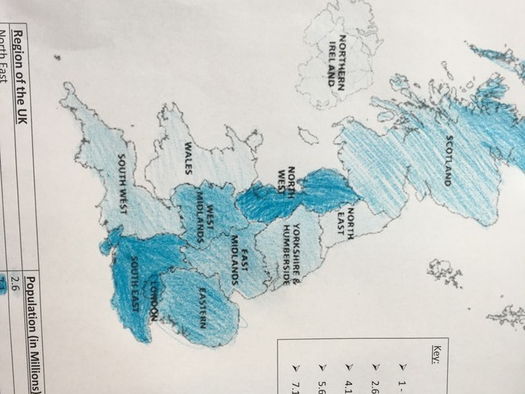 NORTHERN
IRELAND
SCOTLAND
NORTH
WEST
NORTH
EAST
YORKSHIRE &
HUMBERSIDE
WALES
WEST
MIDLANDS
EAST
MIDLANDS
EASTERN
SOUTH WEST
SOUTH EAST
LONDON
Key:
➢ 1 -
➢ 2.6
➢ 4.1
➢ 5.6
➢ 7.1
Region of the UK
Population (in Millions)
North East
2.6